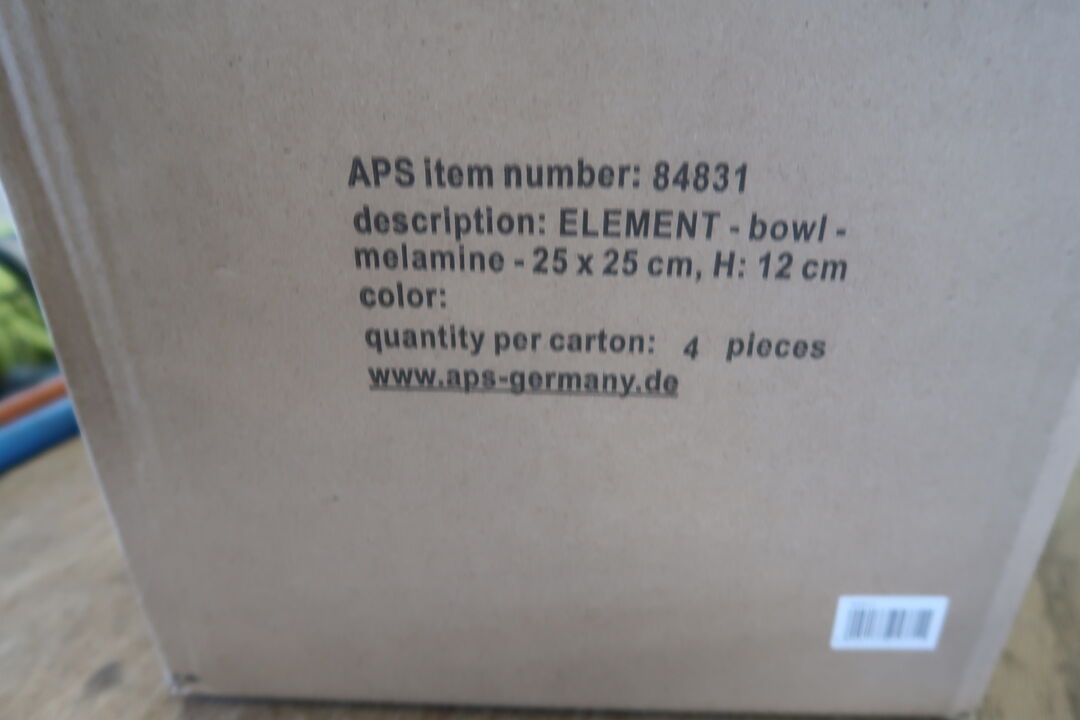 APS item number: 84831
description: ELEMENT - bowl -
melamine - 25 x 25 cm, H: 12 cm
color:
quantity per carton: 4 pieces
www.aps-germany.de